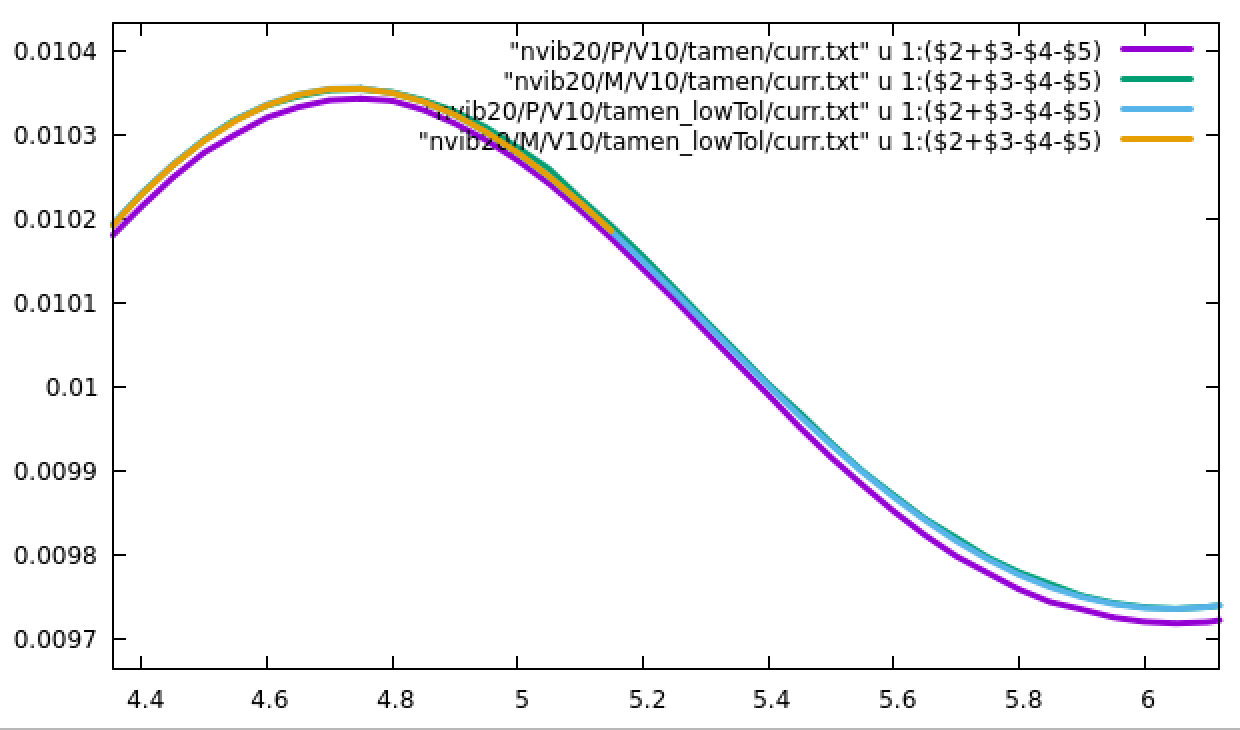 0.0104
0.0103
0.0102
0.0101
0.01
0.0099
0.0098
0.0097
"nvib20/P/V10/tamen/curr.txt" u 1:($2+$3-$4-$5)
"nvib20/M/V10/tamen/curr.txt" u 1:($2+$3-$4-$5)
"nvib20/P/V10/tamen_lowTol/curr.txt" u 1:($2+$3-$4-$5)
"nvib20/M/V10/tamen_lowTol/curr.txt" u 1:($2+$3-$4-$5)
4.4 4.6 4.8 5 5.2 5.4 5.6 5.8 6